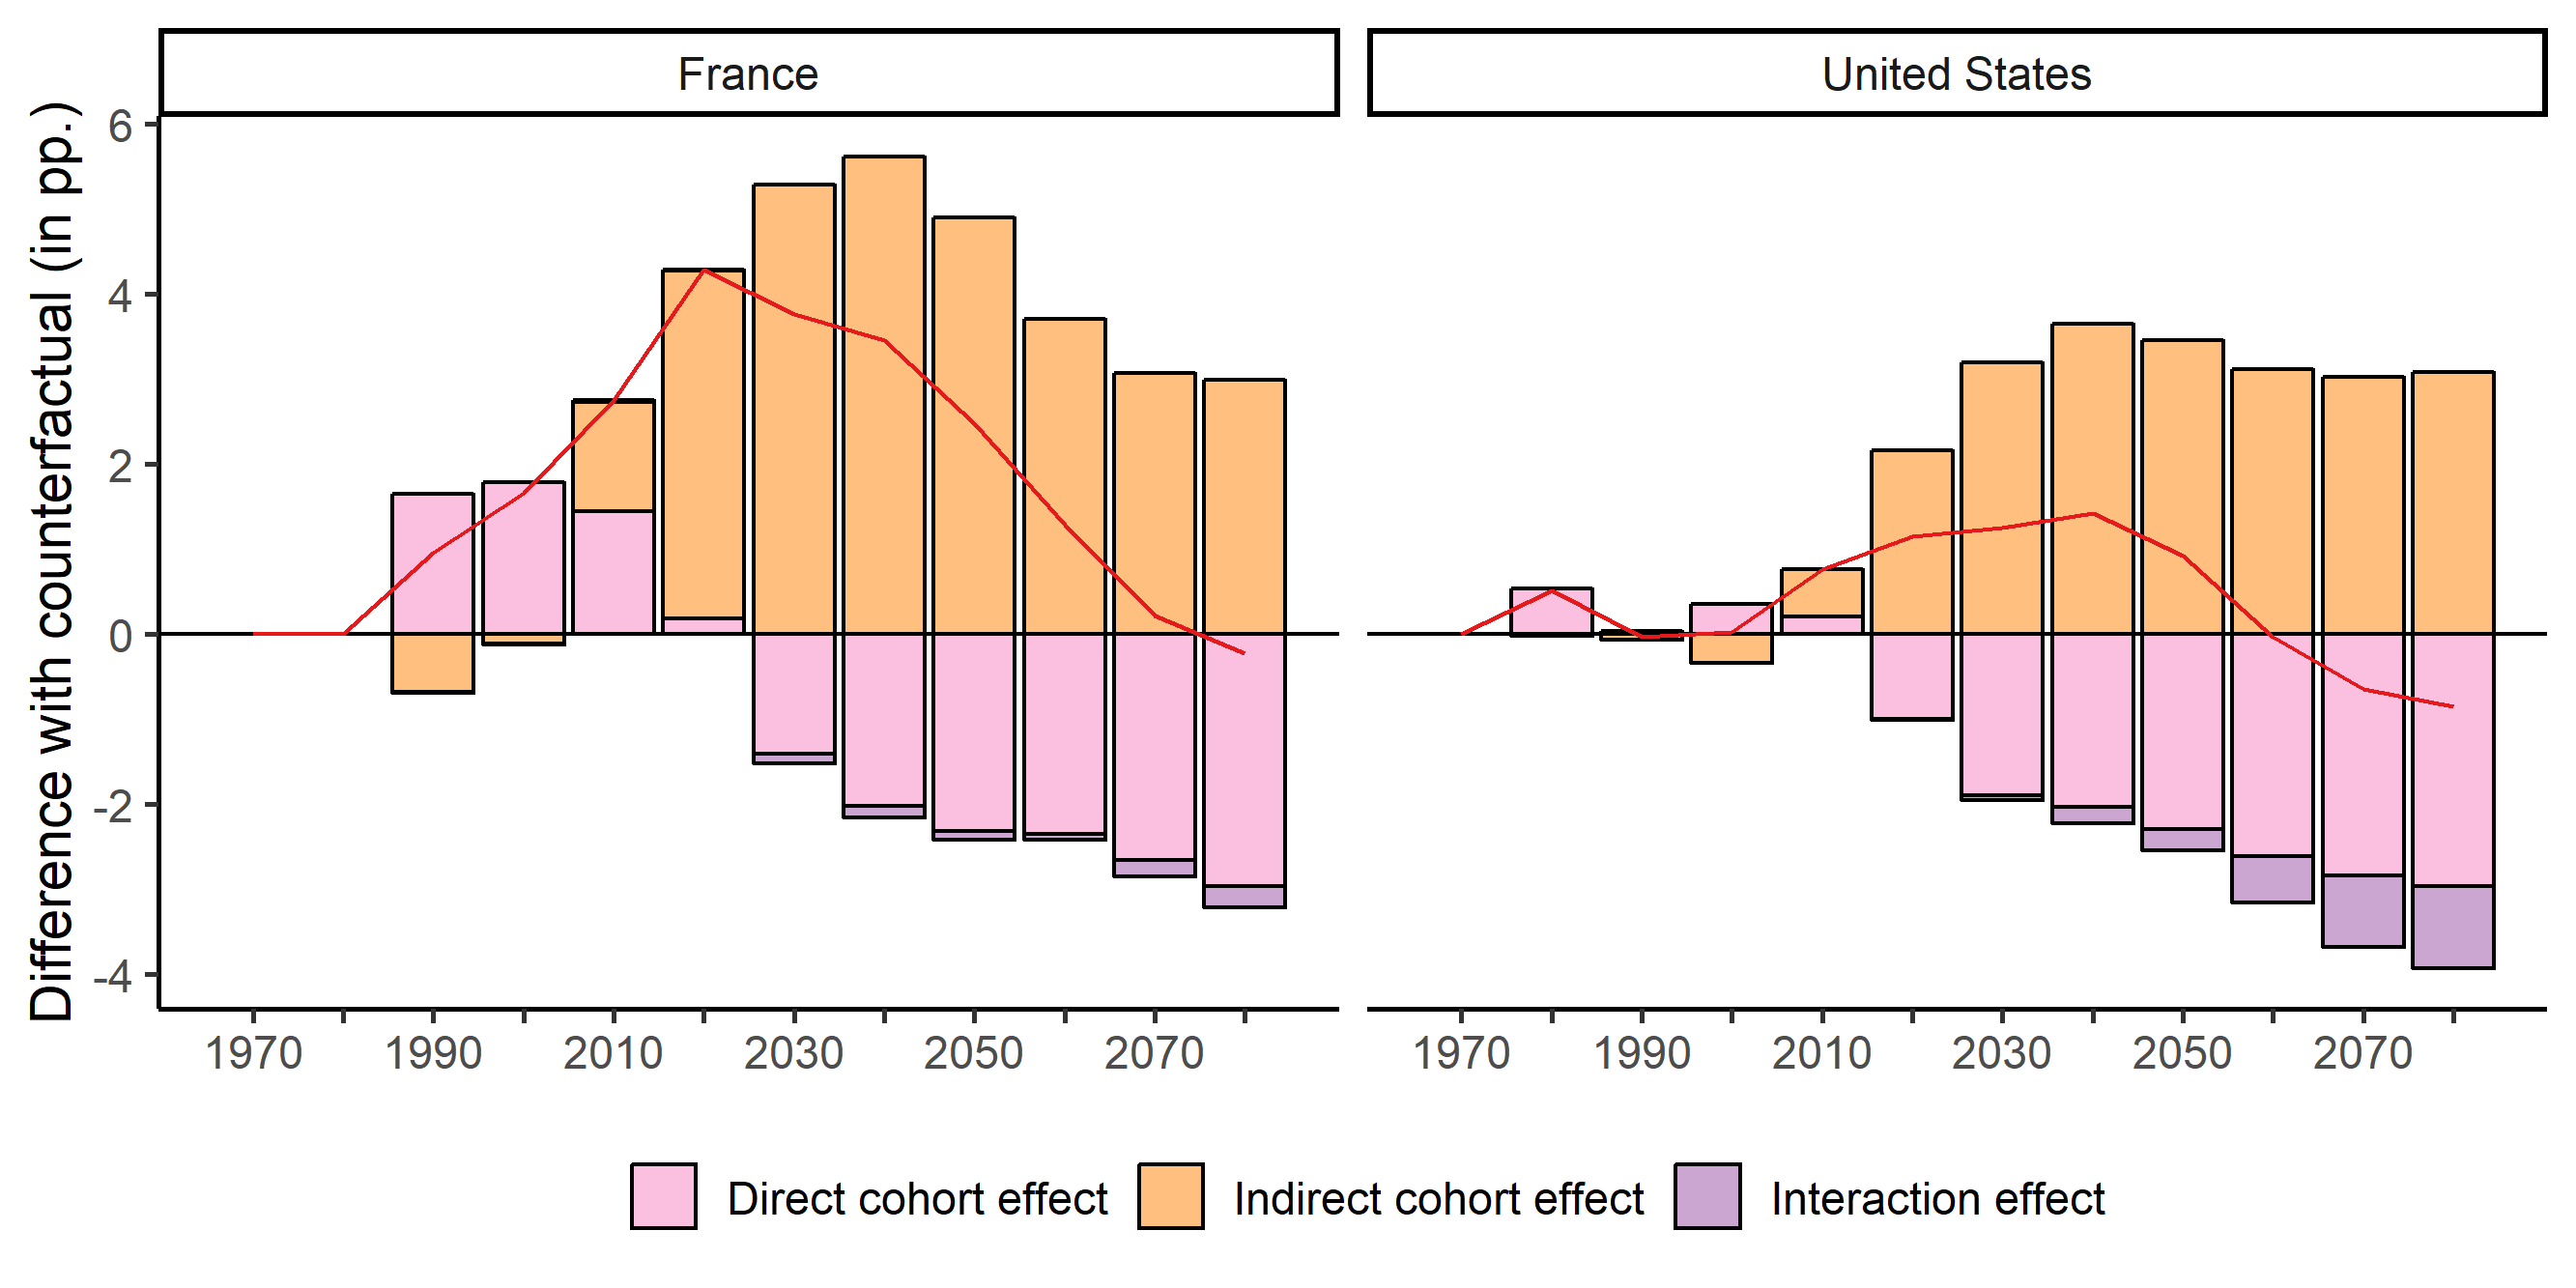 France
United States
Difference with counterfactual (in pp.)
6
4
2
0
-2
-4
1970 1990 2010 2030 2050 2070
1970 1990 2010 2030 2050 2070
Direct cohort effect Indirect cohort effect Interaction effect